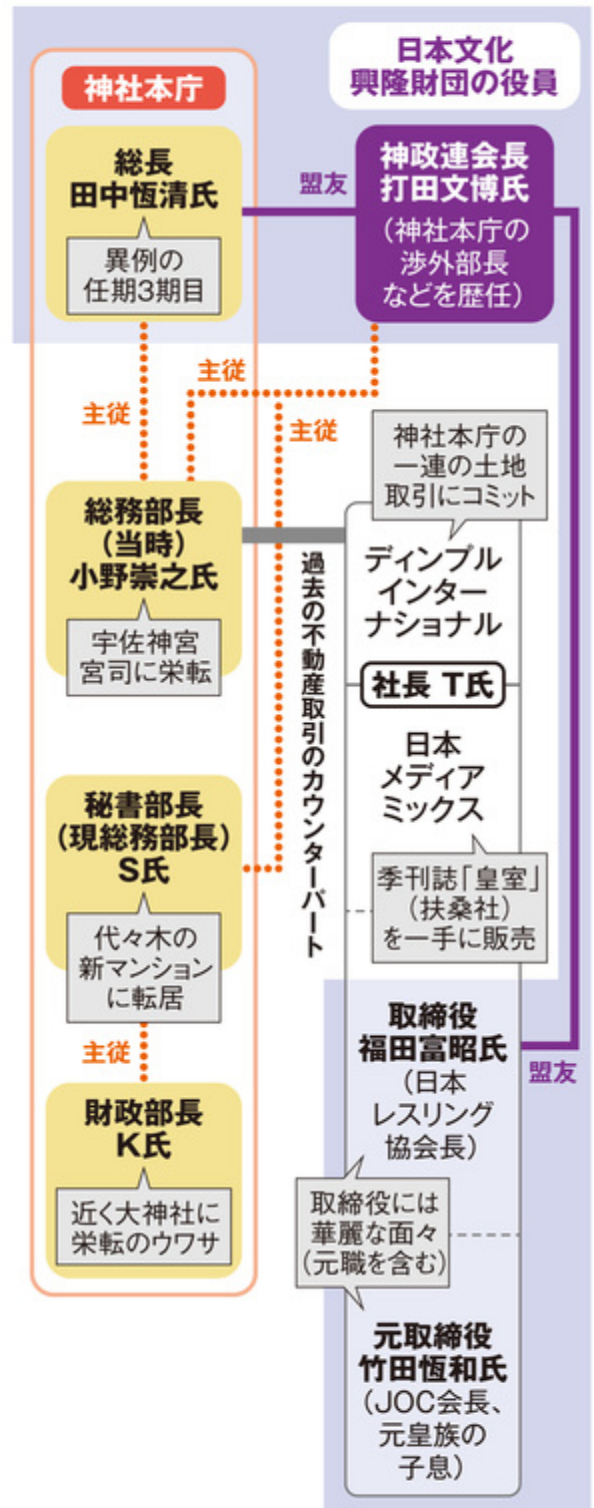 日本文化
興隆財団の役員
神社本庁
総長
田中恆清氏
異例の
任期3期目
盟友
神政連会長
打田文博氏
（神社本庁の
渉外部長
などを歴任）
主従
主従
主従
総務部長
（当時）
小野崇之氏
宇佐神宮
宮司に栄転
過去の不動産取引のカウンターパート
神社本庁の
一連の土地
取引にコミット
ディンプル
インター
ナショナル
社長 T氏
日本
メディア
ミックス
季刊誌「皇室」
（扶桑社）
を一手に販売
秘書部長
（現総務部長）
S氏
代々木の
新マンション
に転居
主従
財政部長
K氏
近く大神社に
栄転のウワサ
取締役
福田富昭氏
（日本
レスリング
協会長）
盟友
取締役には
華麗な面々
（元職を含む）
元取締役
竹田恆和氏
（JOC会長、
元皇族の
子息）